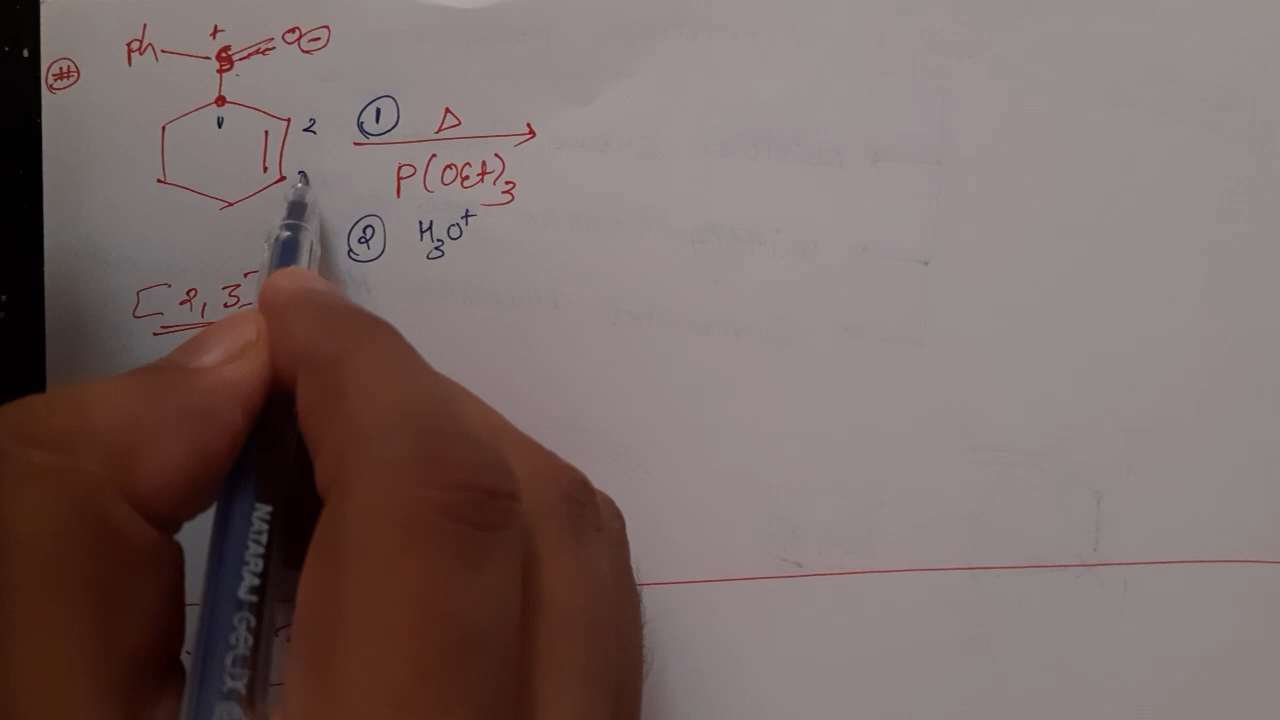 #
Ph S + O −
1 2
① Δ
P(OEt)3
② H3O+
[2,3]
NATARAJ GELIX